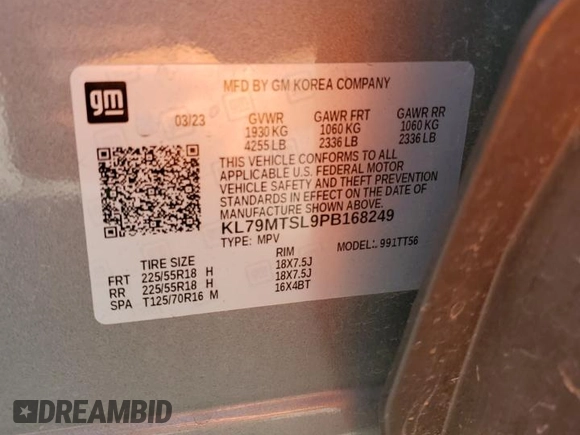 MFD BY GM KOREA COMPANY
gm
03/23 GVWR GAWR FRT GAWR RR
1930 KG 1060 KG 1060 KG
4255 LB 2336 LB 2336 LB
THIS VEHICLE CONFORMS TO ALL
APPLICABLE U.S. FEDERAL MOTOR
VEHICLE SAFETY AND THEFT PREVENTION
STANDARDS IN EFFECT ON THE DATE OF
MANUFACTURE SHOWN ABOVE.
KL79MTSL9PB168249
TYPE: MPV MODEL: 991TT56
TIRE SIZE RIM
FRT 225/55R18 H 18X7.5J
RR 225/55R18 H 18X7.5J
SPA T125/70R16 M 16X4BT
DREAMBID